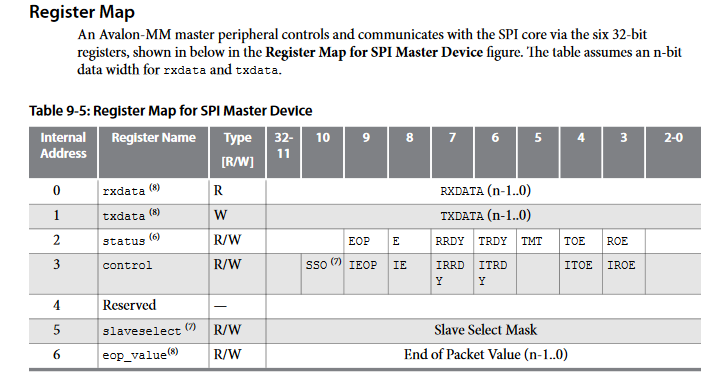 Register Map
An Avalon-MM master peripheral controls and communicates with the SPI core via the six 32-bit
registers, shown in below in the Register Map for SPI Master Device figure. The table assumes an n-bit
data width for rxdata and txdata.
Table 9-5: Register Map for SPI Master Device
Internal Address Register Name Type [R/W] 32-11 10 9 8 7 6 5 4 3 2-0
0 rxdata (8) R RXDATA (n-1..0)
1 txdata (8) W TXDATA (n-1..0)
2 status (6) R/W EOP E RRDY TRDY TMT TOE ROE
3 control R/W SSO (7) IEOP IE IRRDY ITRDY ITOE IROE
4 Reserved —
5 slaveselect (7) R/W Slave Select Mask
6 eop_value(8) R/W End of Packet Value (n-1..0)